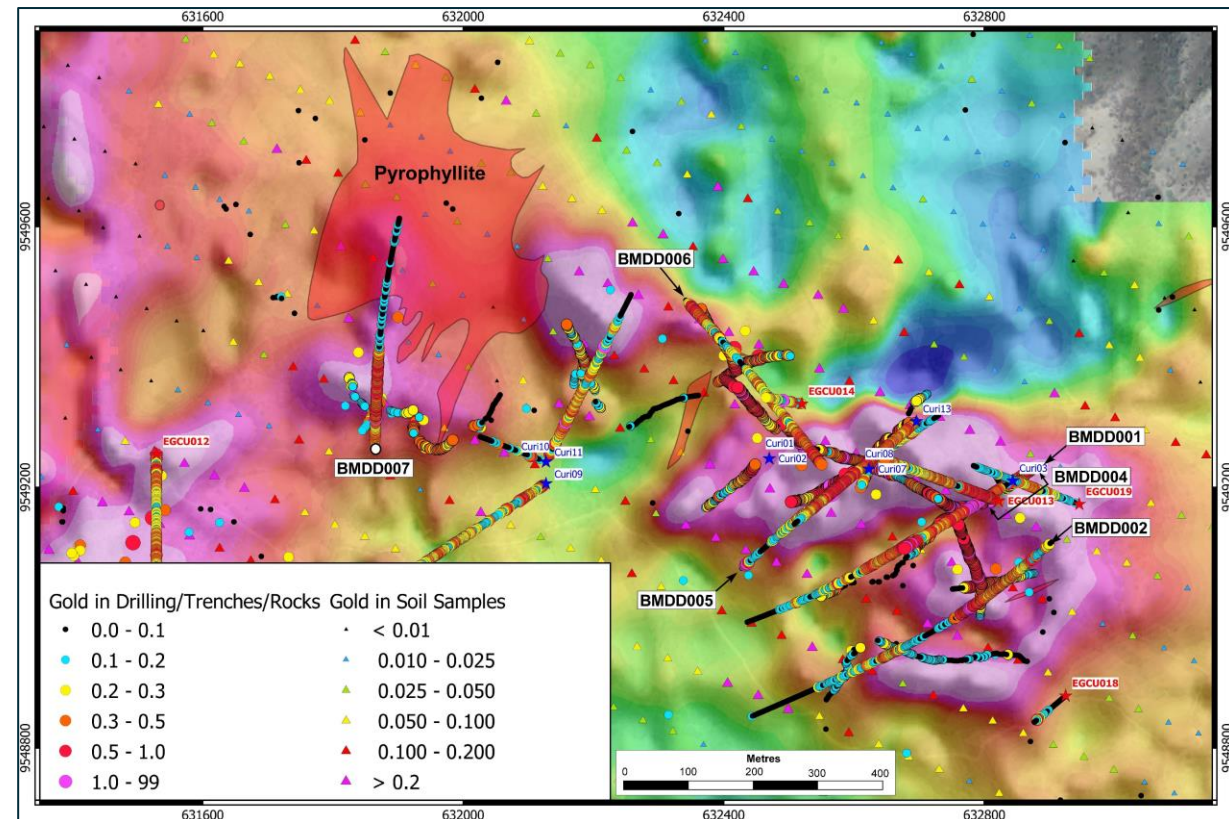 631600 632000 632400 632800
9549600 9549600
Pyrophyllite
BMDD006
EGCU014
Curi13
EGCU012
BMDD007
Curi10
Curi11
Curi09
Curi01
Curi02
Curi08
Curi07
Curi03
BMDD001
BMDD004
EGCU013
EGCU019
BMDD002
9549200 9549200
BMDD005
EGCU018
Gold in Drilling/Trenches/Rocks Gold in Soil Samples
0.0 - 0.1 < 0.01
0.1 - 0.2 0.010 - 0.025
0.2 - 0.3 0.025 - 0.050
0.3 - 0.5 0.050 - 0.100
0.5 - 1.0 0.100 - 0.200
1.0 - 99 > 0.2
Metres
0 100 200 300 400
9548800 9548800
631600 632000 632400 632800